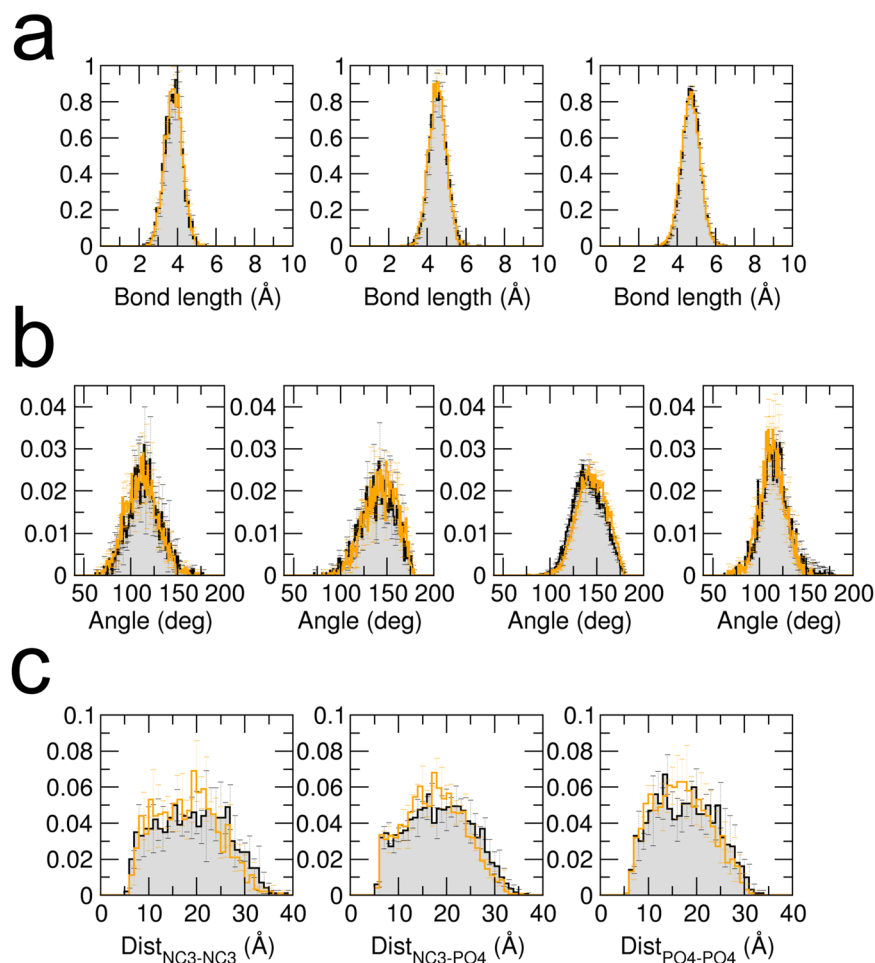 a
1 1 1
0.8 0.8 0.8
0.6 0.6 0.6
0.4 0.4 0.4
0.2 0.2 0.2
0 0 0
0 2 4 6 8 10 0 2 4 6 8 10 0 2 4 6 8 10
Bond length (Å) Bond length (Å) Bond length (Å)
b
0.04 0.04 0.04 0.04
0.03 0.03 0.03 0.03
0.02 0.02 0.02 0.02
0.01 0.01 0.01 0.01
0 0 0 0
50 100 150 200 50 100 150 200 50 100 150 200 50 100 150 200
Angle (deg) Angle (deg) Angle (deg) Angle (deg)
c
0.1 0.1 0.1
0.08 0.08 0.08
0.06 0.06 0.06
0.04 0.04 0.04
0.02 0.02 0.02
0 0 0
0 10 20 30 40 0 10 20 30 40 0 10 20 30 40
Dist_NC3-NC3 (Å) Dist_NC3-PO4 (Å) Dist_PO4-PO4 (Å)